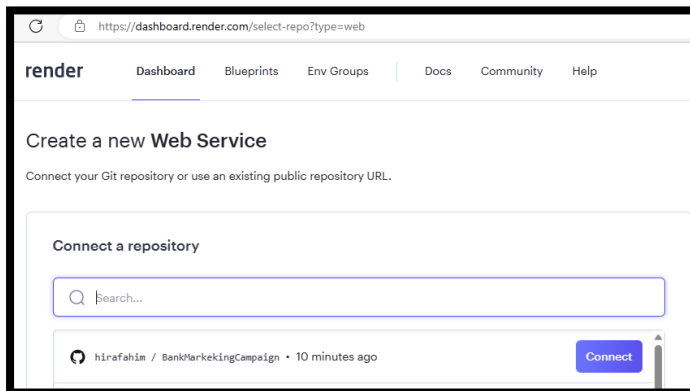 https://dashboard.render.com/select-repo?type=web
render Dashboard Blueprints Env Groups Docs Community Help
Create a new Web Service
Connect your Git repository or use an existing public repository URL.
Connect a repository
Search...
hirafahim / BankMarkekingCampaign • 10 minutes ago Connect